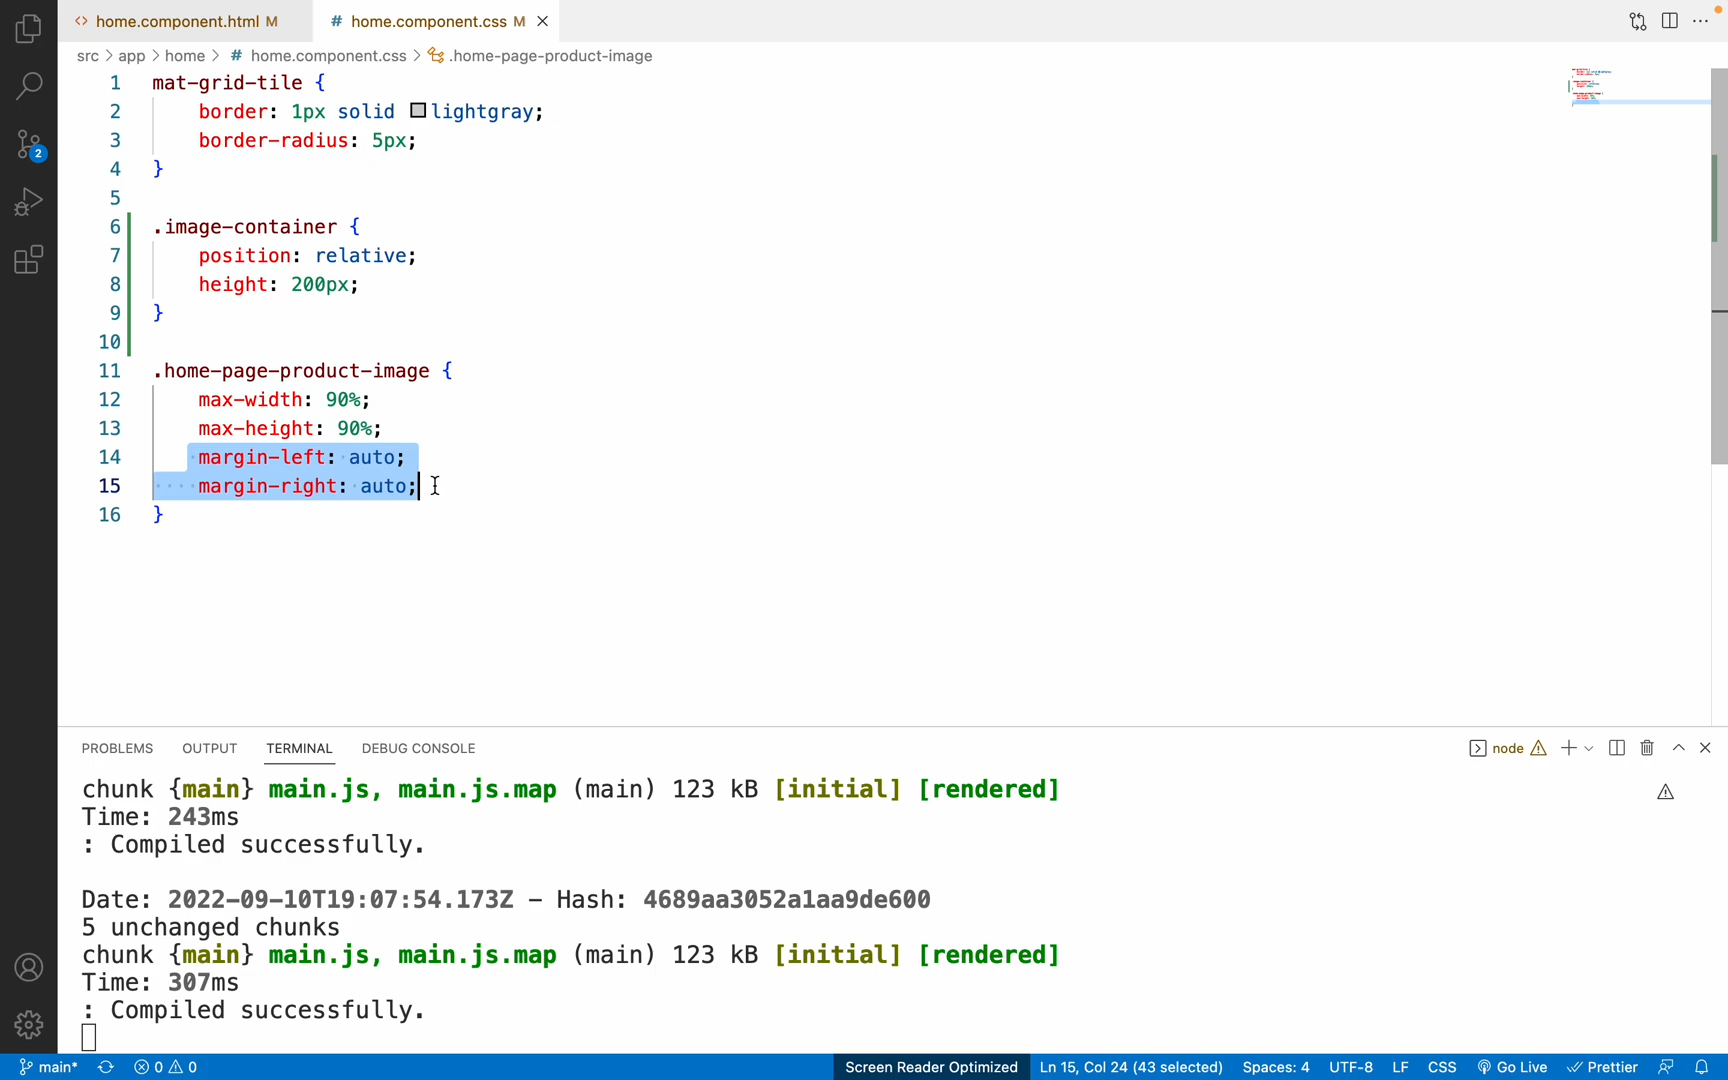 <> home.component.html M
# home.component.css M
src > app > home > # home.component.css > .home-page-product-image
1 mat-grid-tile {
2 border: 1px solid lightgray;
3 border-radius: 5px;
4 }
5
6 .image-container {
7 position: relative;
8 height: 200px;
9 }
10
11 .home-page-product-image {
12 max-width: 90%;
13 max-height: 90%;
14 margin-left: auto;
15 margin-right: auto;
16 }
2
PROBLEMS OUTPUT TERMINAL DEBUG CONSOLE node
chunk {main} main.js, main.js.map (main) 123 kB [initial] [rendered]
Time: 243ms
: Compiled successfully.
Date: 2022-09-10T19:07:54.173Z - Hash: 4689aa3052a1aa9de600
5 unchanged chunks
chunk {main} main.js, main.js.map (main) 123 kB [initial] [rendered]
Time: 307ms
: Compiled successfully.
main* 0 0 Screen Reader Optimized Ln 15, Col 24 (43 selected) Spaces: 4 UTF-8 LF CSS Go Live Prettier